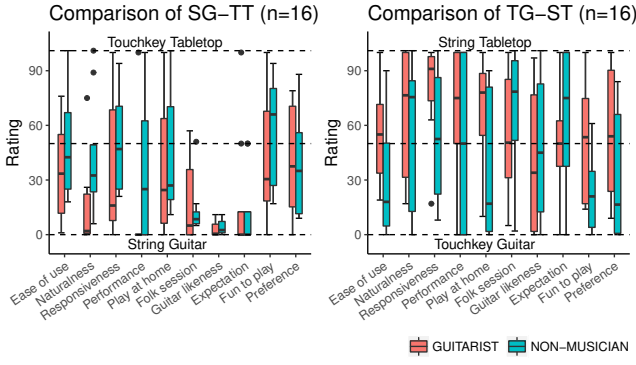 Comparison of SG−TT (n=16)
Touchkey Tabletop
Rating
90
60
30
0
String Guitar
Ease of use
Naturalness
Responsiveness
Performance
Play at home
Folk session
Guitar likeness
Expectation
Fun to play
Preference
Comparison of TG−ST (n=16)
String Tabletop
Rating
90
60
30
0
Touchkey Guitar
Ease of use
Naturalness
Responsiveness
Performance
Play at home
Folk session
Guitar likeness
Expectation
Fun to play
Preference
GUITARIST NON−MUSICIAN